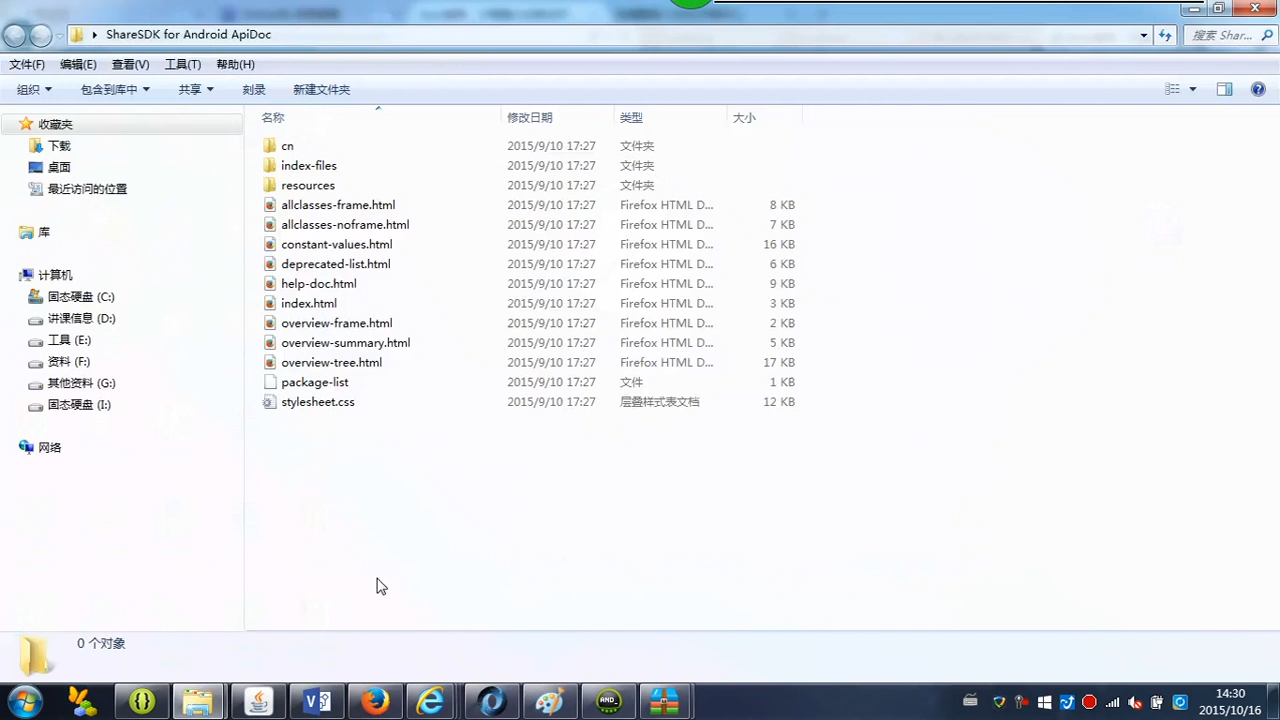 ShareSDK for Android ApiDoc
搜索 Shar...
文件(F) 编辑(E) 查看(V) 工具(T) 帮助(H)
组织 包含到库中 共享 刻录 新建文件夹
名称 修改日期 类型 大小
收藏夹
下载
桌面
最近访问的位置
库
计算机
固态硬盘 (C:)
讲课信息 (D:)
工具 (E:)
资料 (F:)
其他资料 (G:)
固态硬盘 (I:)
网络
cn 2015/9/10 17:27 文件夹
index-files 2015/9/10 17:27 文件夹
resources 2015/9/10 17:27 文件夹
allclasses-frame.html 2015/9/10 17:27 Firefox HTML D... 8 KB
allclasses-noframe.html 2015/9/10 17:27 Firefox HTML D... 7 KB
constant-values.html 2015/9/10 17:27 Firefox HTML D... 16 KB
deprecated-list.html 2015/9/10 17:27 Firefox HTML D... 6 KB
help-doc.html 2015/9/10 17:27 Firefox HTML D... 9 KB
index.html 2015/9/10 17:27 Firefox HTML D... 3 KB
overview-frame.html 2015/9/10 17:27 Firefox HTML D... 2 KB
overview-summary.html 2015/9/10 17:27 Firefox HTML D... 5 KB
overview-tree.html 2015/9/10 17:27 Firefox HTML D... 17 KB
package-list 2015/9/10 17:27 文件 1 KB
stylesheet.css 2015/9/10 17:27 层叠样式表文档 12 KB
0 个对象
AND_
14:30
2015/10/16